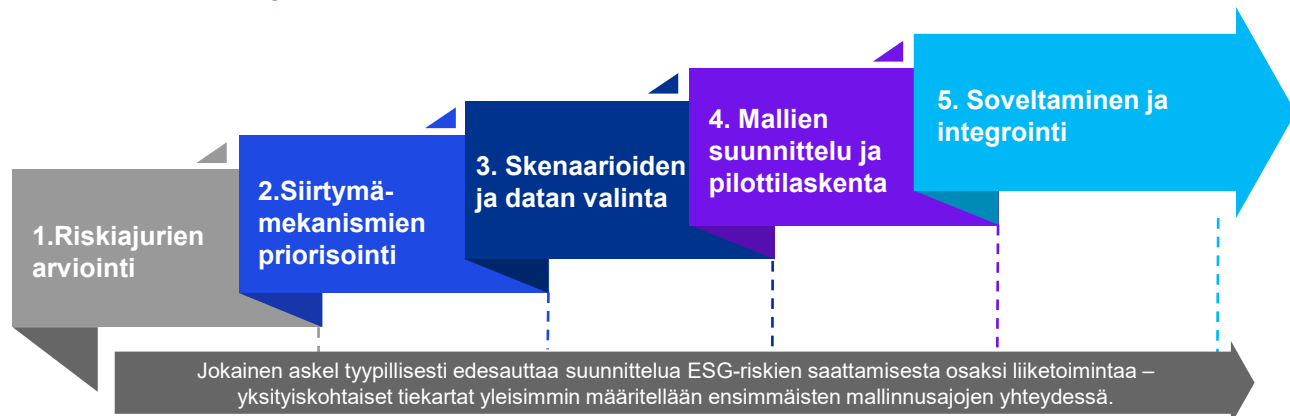 1.Riskiajurien
arviointi
2.Siirtymä-
mekanismien
priorisointi
3. Skenaarioiden
ja datan valinta
4. Mallien
suunnittelu ja
pilottilaskenta
5. Soveltaminen ja
integrointi
Jokainen askel tyypillisesti edesauttaa suunnittelua ESG-riskien saattamisesta osaksi liiketoimintaa –
yksityiskohtaiset tiekartat yleisimmin määritellään ensimmäisten mallinnusajojen yhteydessä.